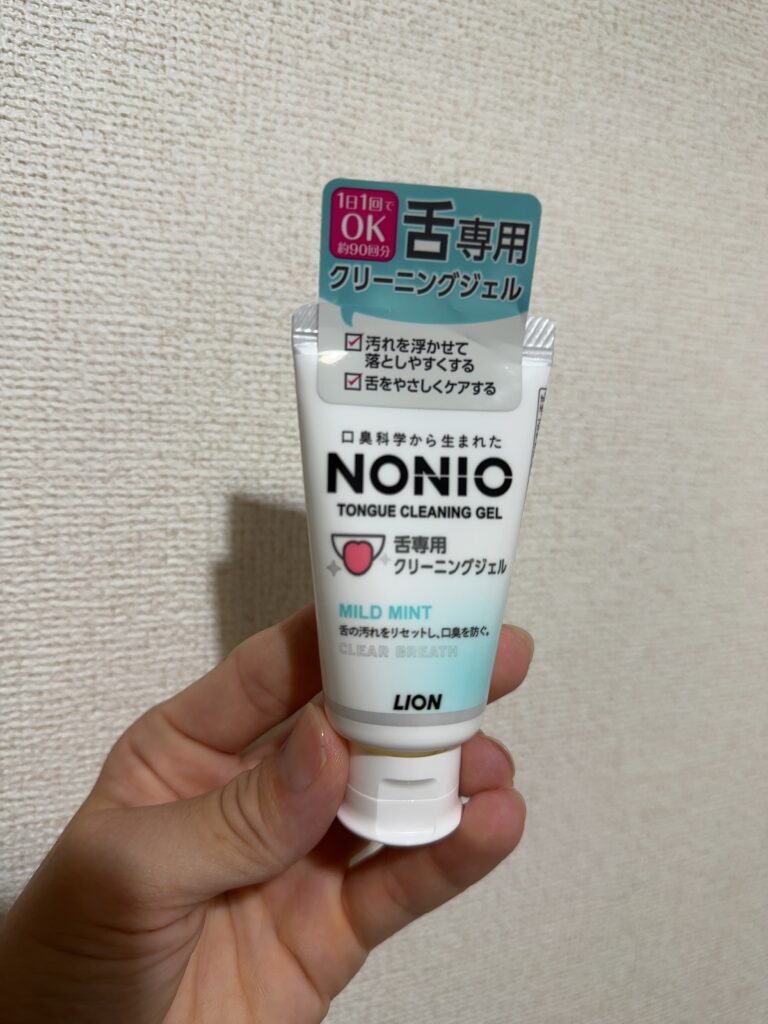 1日1回で
OK
約90回分
舌専用
クリーニングジェル
汚れを浮かせて
落としやすくする
舌をやさしくケアする
口臭科学から生まれた
NONIO
TONGUE CLEANING GEL
舌専用
クリーニングジェル
MILD MINT
舌の汚れをリセットし、口臭を防ぐ。
CLEAR BREATH
LION